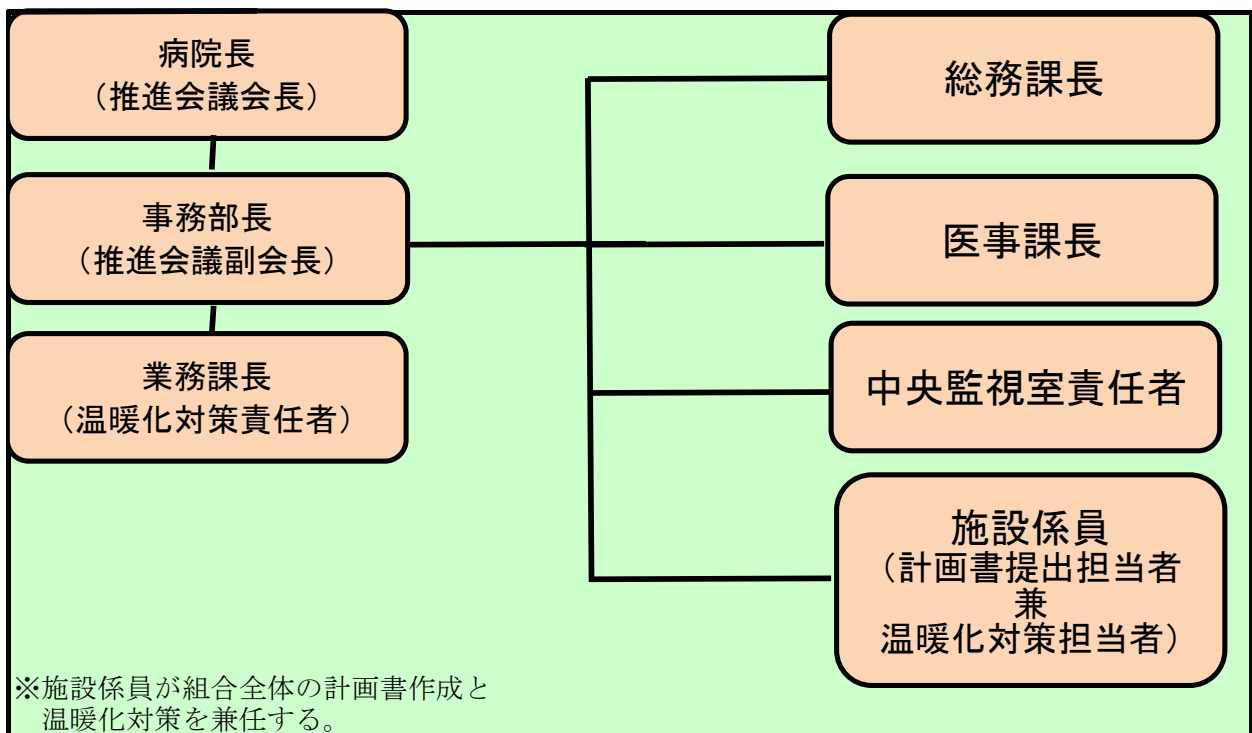 病院長
（推進会議会長）
事務部長
（推進会議副会長）
業務課長
（温暖化対策責任者）
総務課長
医事課長
中央監視室責任者
施設係員
（計画書提出担当者
兼
温暖化対策担当者）
※施設係員が組合全体の計画書作成と
温暖化対策を兼任する。